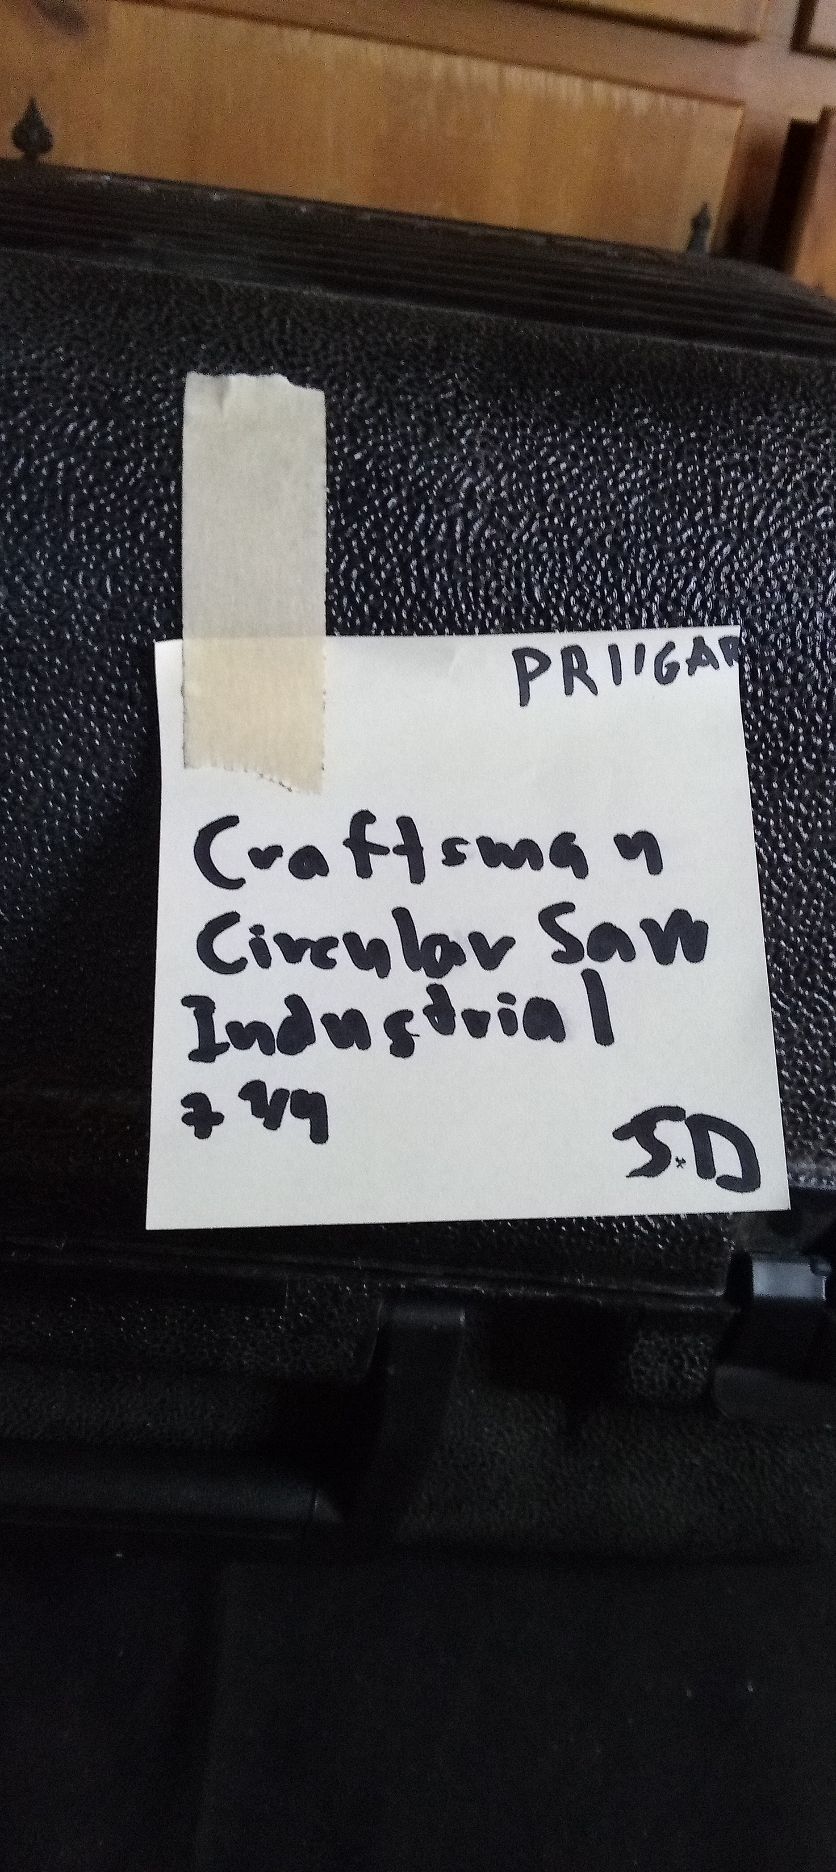 PR11GAR
Craftsman
Circular Saw
Industrial
7 1/4
J.D